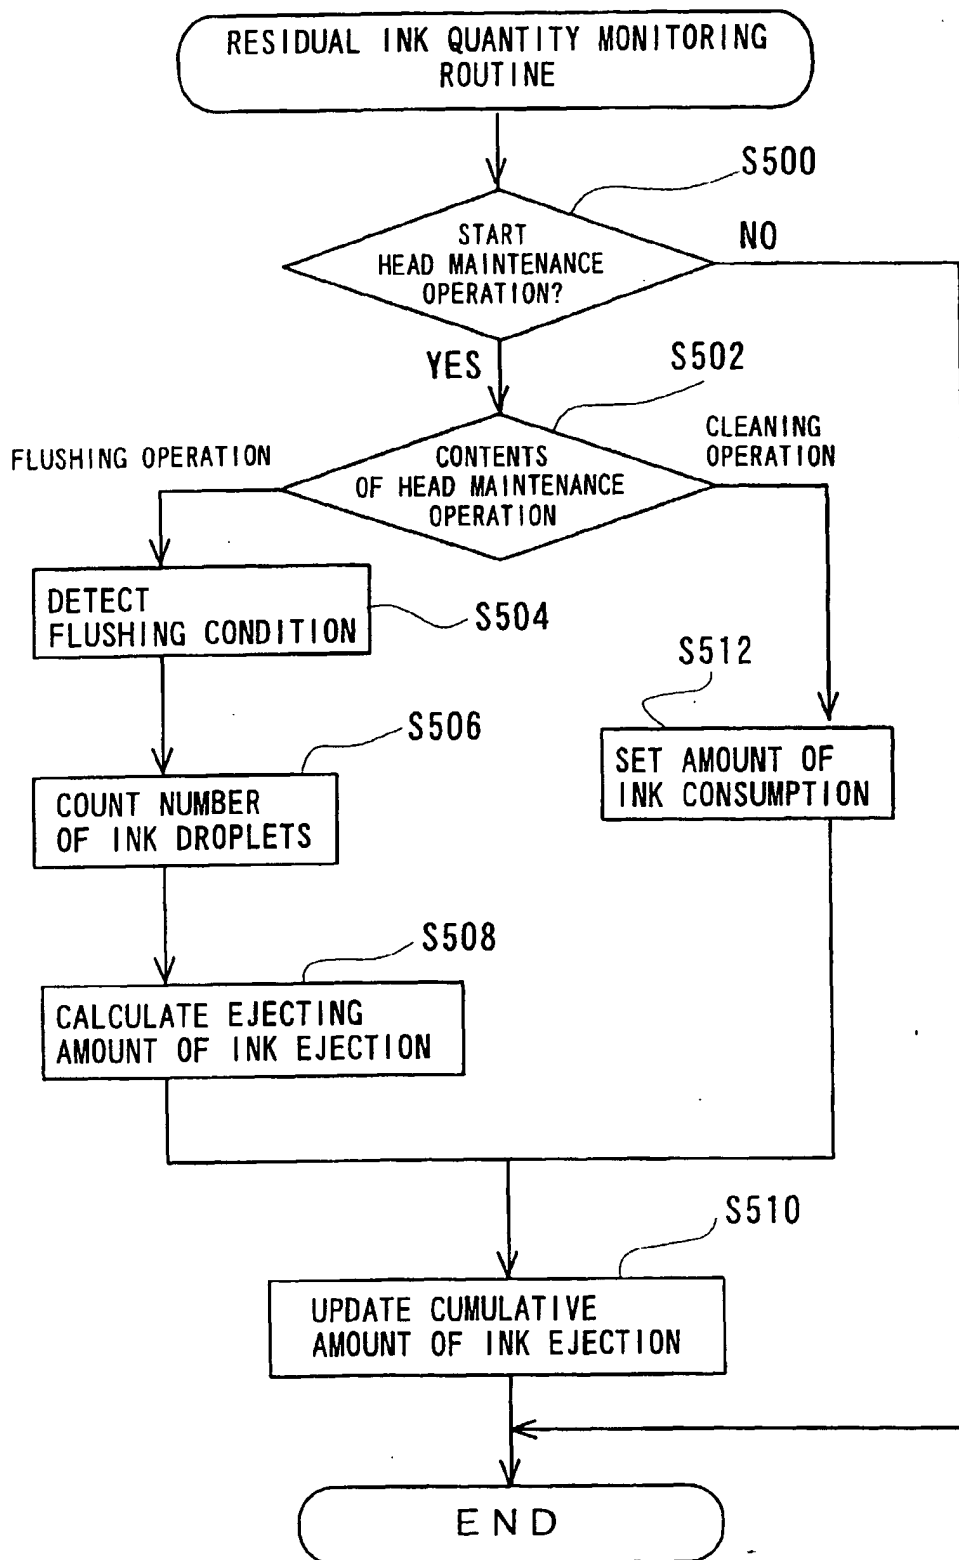 RESIDUAL INK QUANTITY MONITORING
ROUTINE
S500
START
HEAD MAINTENANCE
OPERATION?
NO
YES
S502
CONTENTS
OF HEAD MAINTENANCE
OPERATION
FLUSHING OPERATION
CLEANING
OPERATION
DETECT
FLUSHING CONDITION
S504
S512
SET AMOUNT OF
INK CONSUMPTION
S506
COUNT NUMBER
OF INK DROPLETS
S508
CALCULATE EJECTING
AMOUNT OF INK EJECTION
S510
UPDATE CUMULATIVE
AMOUNT OF INK EJECTION
END